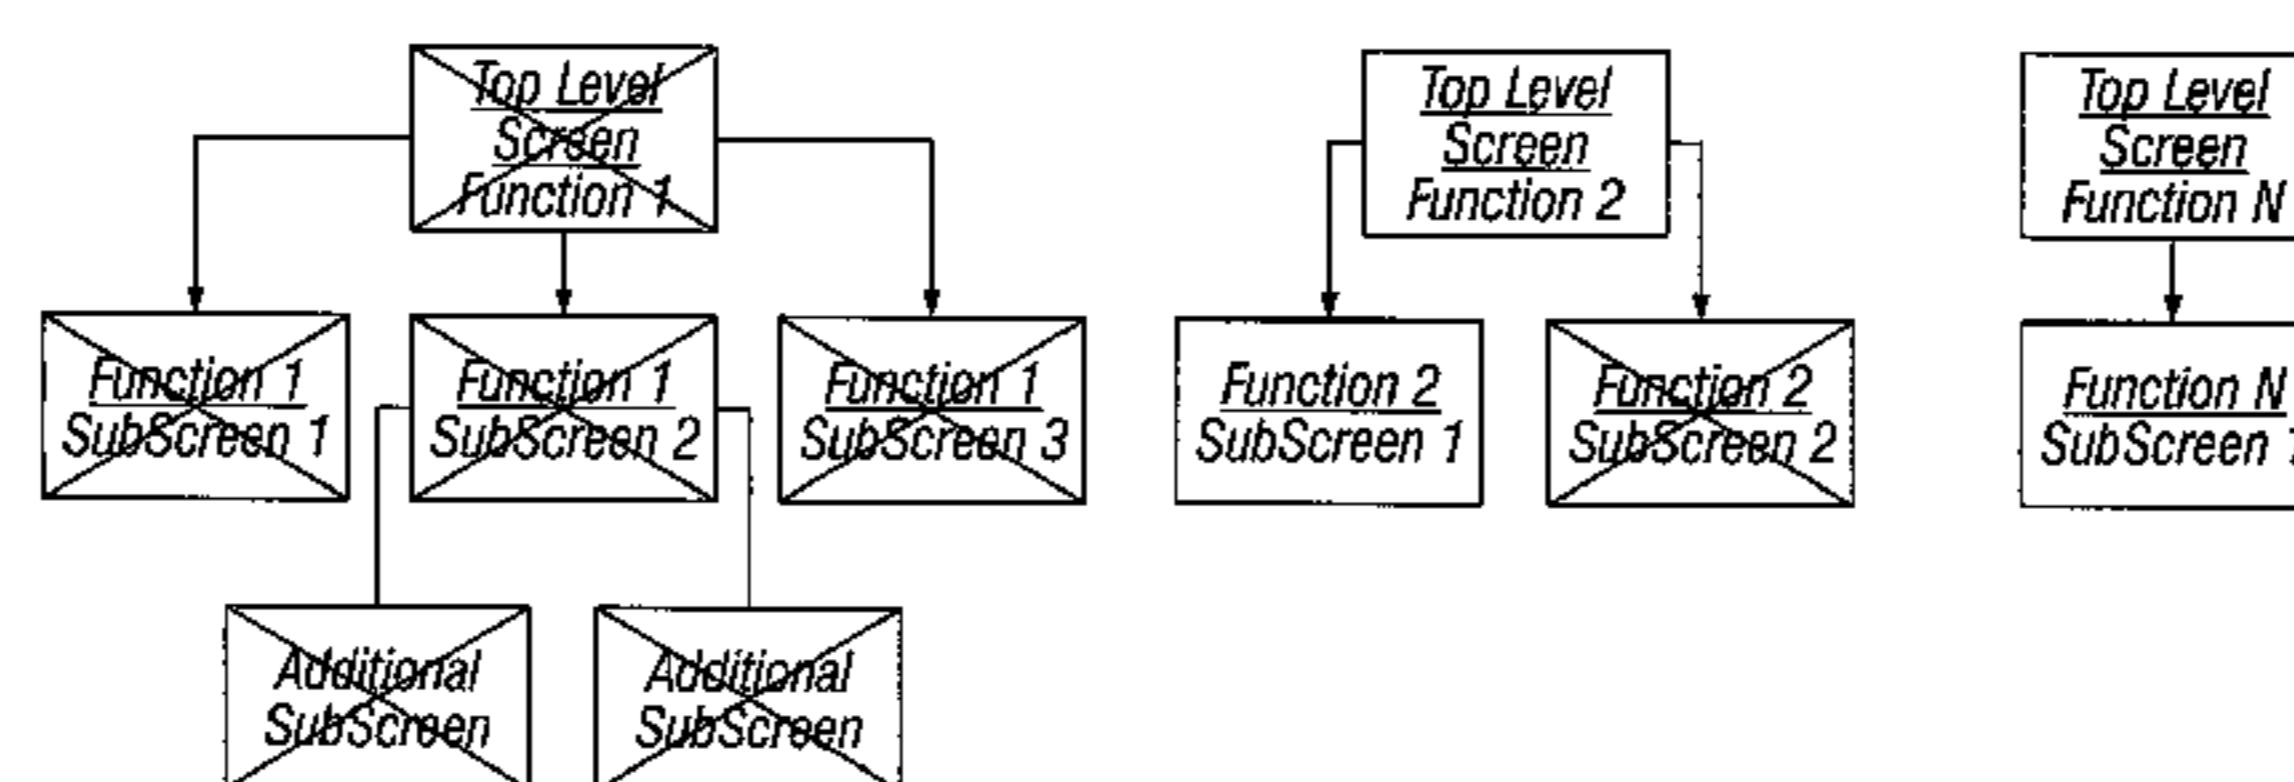 Top Level
Screen
Function 1
Top Level
Screen
Function 2
Top Level
Screen
Function N
Function 1
SubScreen 1
Function 1
SubScreen 2
Function 1
SubScreen 3
Function 2
SubScreen 1
Function 2
SubScreen 2
Function N
SubScreen
Additional
SubScreen
Additional
SubScreen